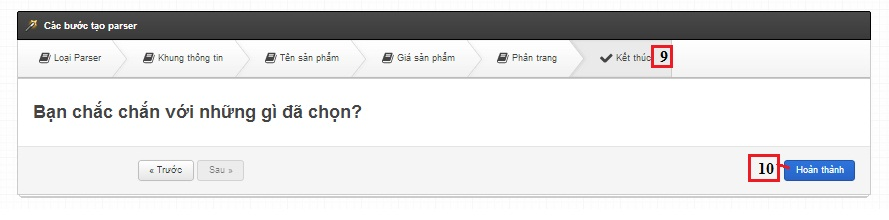 Các bước tạo parser
Loại Parser Khung thông tin Tên sản phẩm Giá sản phẩm Phân trang Kết thúc 9
Bạn chắc chắn với những gì đã chọn?
« Trước Sau » 10 Hoàn thành